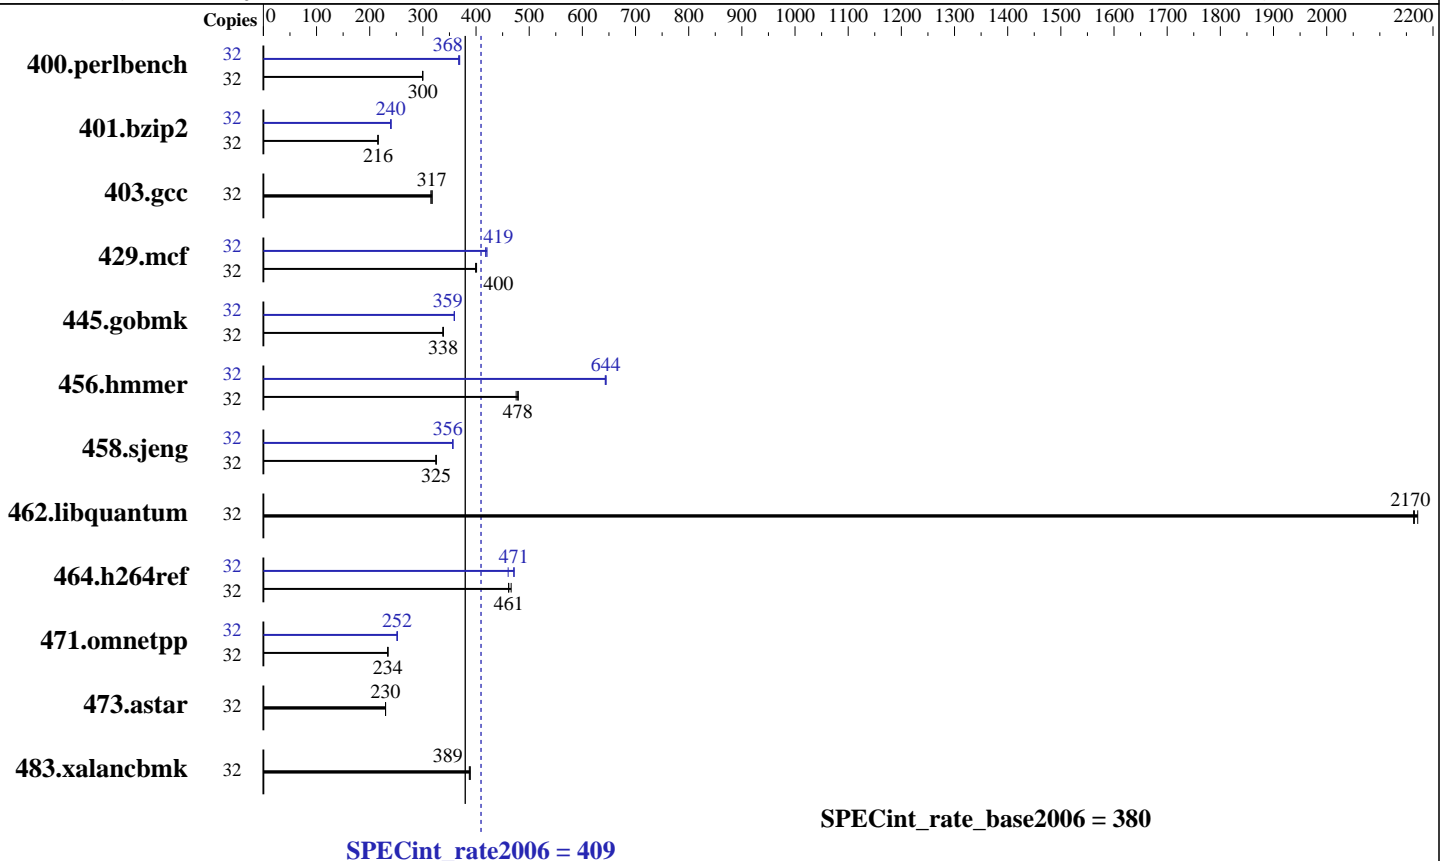 Copies 0 100 200 300 400 500 600 700 800 900 1000 1100 1200 1300 1400 1500 1600 1700 1800 1900 2000 2200
400.perlbench 32 368
32 300
401.bzip2 32 240
32 216
403.gcc 32 317
429.mcf 32 419
32 400
445.gobmk 32 359
32 338
456.hmmer 32 644
32 478
458.sjeng 32 356
32 325
462.libquantum 32 2170
464.h264ref 32 471
32 461
471.omnetpp 32 252
32 234
473.astar 32 230
483.xalancbmk 32 389
SPECint_rate_base2006 = 380
SPECint_rate2006 = 409